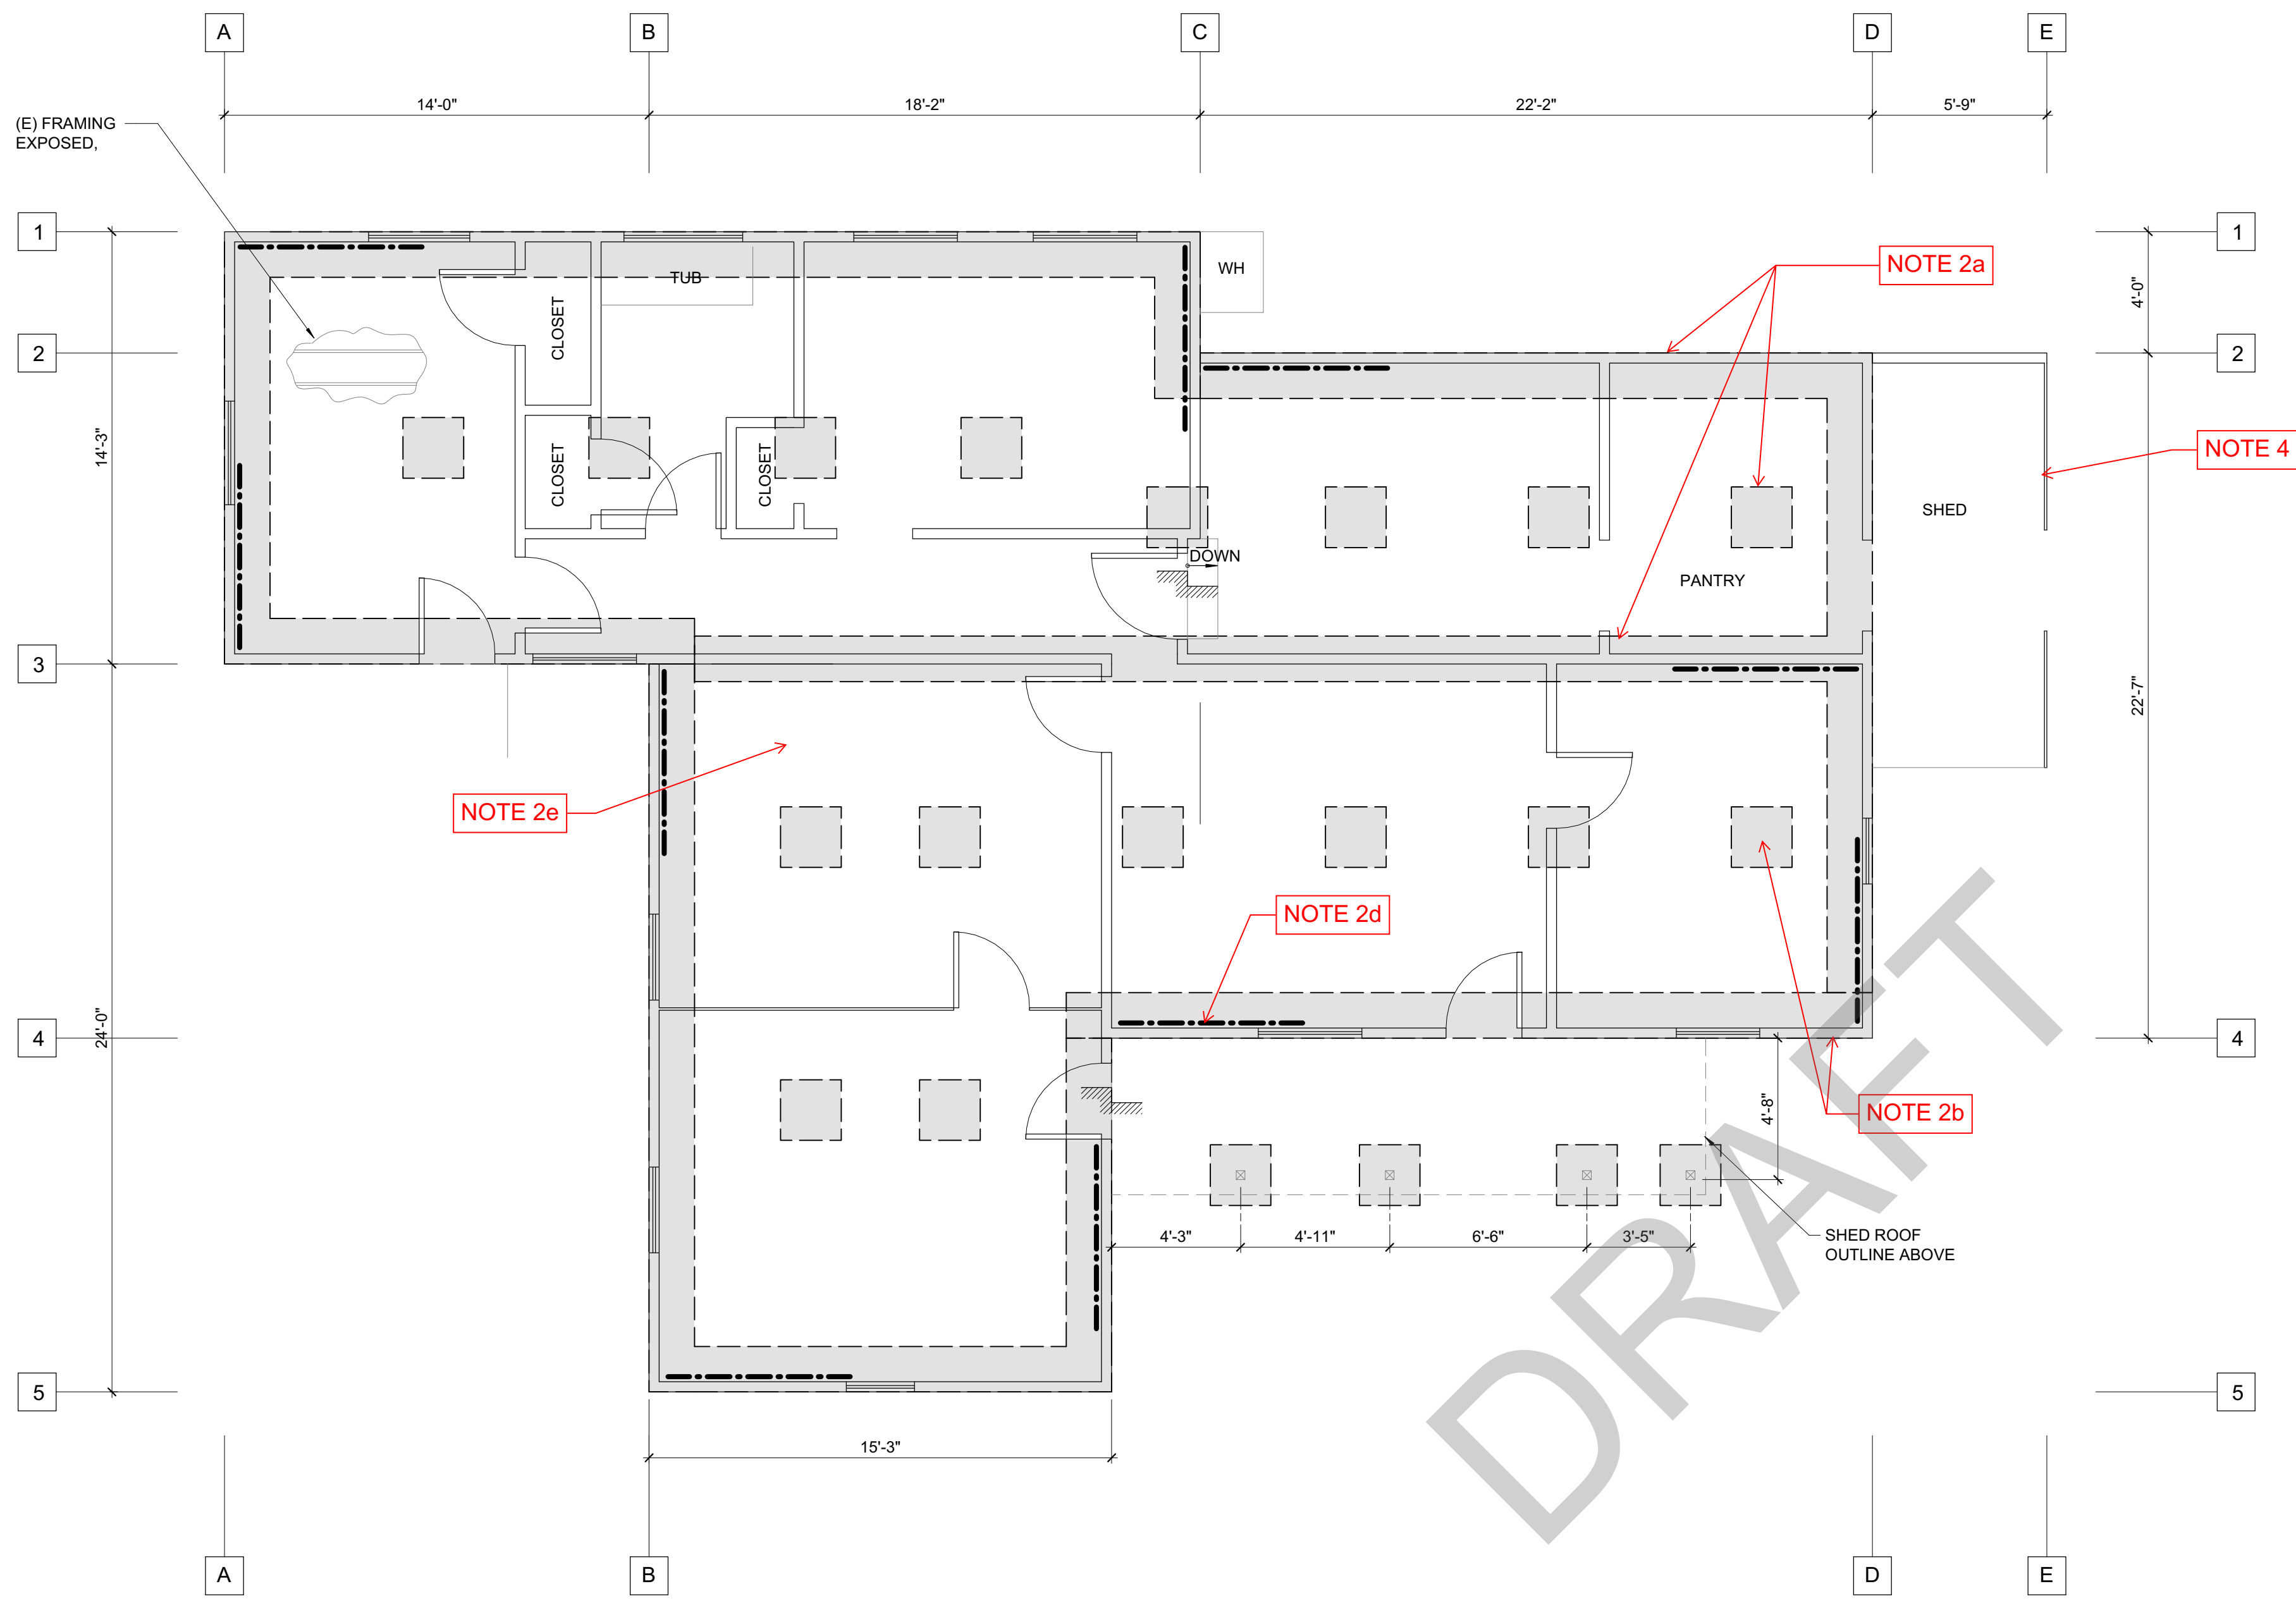 A
B
C
D
E
14'-0"
18'-2"
22'-2"
5'-9"
(E) FRAMING
EXPOSED,
1
1
NOTE 2a
TUB
WH
4'-0"
CLOSET
2
2
14'-3"
NOTE 4
CLOSET
CLOSET
SHED
DOWN
PANTRY
3
22'-7"
NOTE 2e
NOTE 2d
24'-0"
4
4
4'-8"
NOTE 2b
4'-3"
4'-11"
6'-6"
3'-5"
SHED ROOF
OUTLINE ABOVE
DRAFT
5
5
15'-3"
A
B
D
E